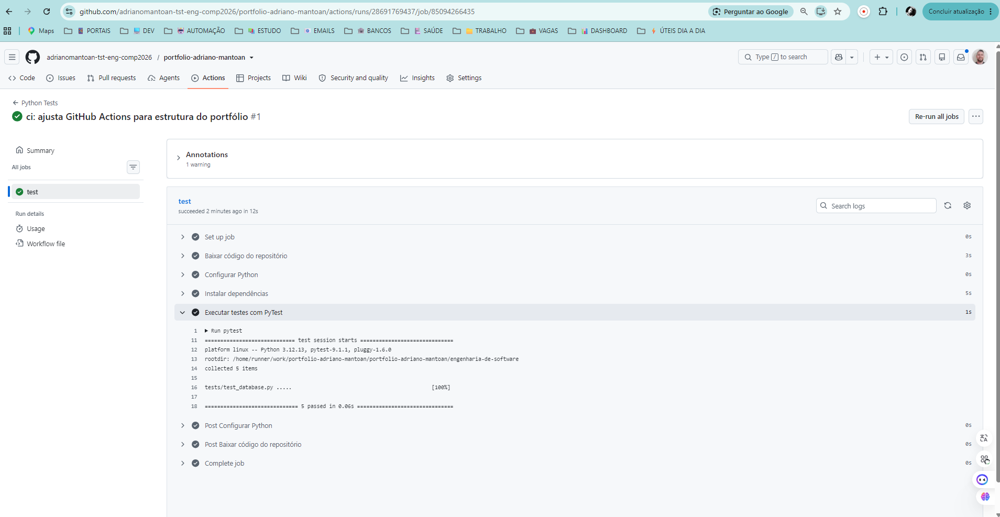 github.com/adrianomantoan-tst-eng-comp2026/portfolio-adriano-mantoan/actions/runs/28691769437/job/85094266435
Perguntar ao Google
Concluir atualização
Maps
PORTAIS
DEV
AUTOMAÇÃO
ESTUDO
EMAILS
BANCOS
SAÚDE
TRABALHO
VAGAS
DASHBOARD
ÚTEIS DIA A DIA
adrianomantoan-tst-eng-comp2026 / portfolio-adriano-mantoan
Type / to search
Code
Issues
Pull requests
Agents
Actions
Projects
Wiki
Security and quality
Insights
Settings
Python Tests
ci: ajusta GitHub Actions para estrutura do portfólio #1
Re-run all jobs
Summary
All jobs
test
Run details
Usage
Workflow file
Annotations
1 warning
test
succeeded 2 minutes ago in 12s
Search logs
Set up job 0s
Baixar código do repositório 3s
Configurar Python 0s
Instalar dependências 5s
Executar testes com PyTest 1s
1 Run pytest
11 ============================= test session starts ==============================
12 platform linux -- Python 3.12.13, pytest-9.1.1, pluggy-1.6.0
13 rootdir: /home/runner/work/portfolio-adriano-mantoan/portfolio-adriano-mantoan/engenharia-de-software
14 collected 5 items
15
16 tests/test_database.py ..... [100%]
17
18 ============================== 5 passed in 0.06s ===============================
Post Configurar Python 0s
Post Baixar código do repositório 0s
Complete job 0s